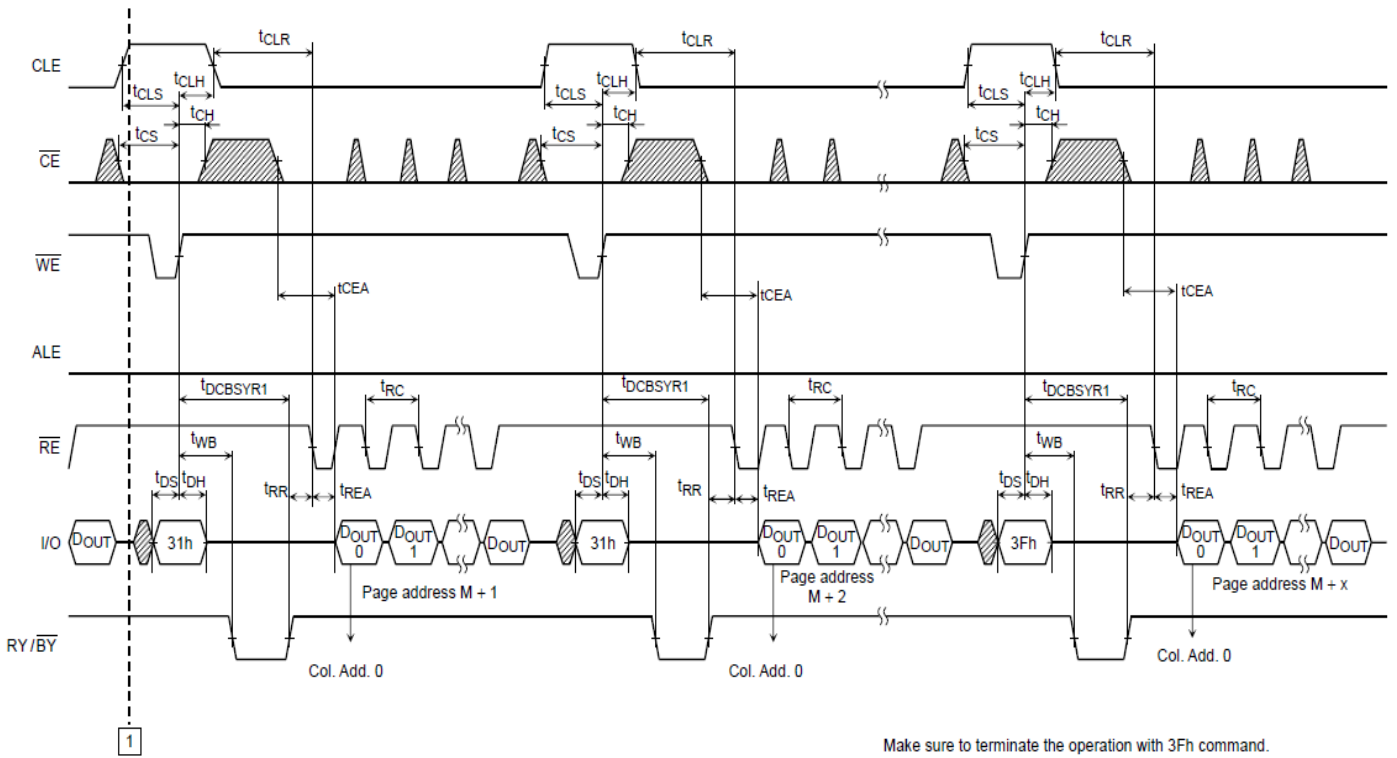 tCLR tCLR tCLR
CLE
tCLH tCLH tCLH
tCLS tCLS tCLS
tCH tCH tCH
tCS tCS tCS
CE
WE
tCEA tCEA tCEA
ALE
tDCBSYR1 tRC tDCBSYR1 tRC tDCBSYR1 tRC
RE
tWB tWB tWB
tDS tDH tRR tREA tDS tDH tRR tREA tDS tDH tRR tREA
I/O DOUT 31h DOUT 0 DOUT 1 DOUT 31h DOUT 0 DOUT 1 DOUT 3Fh DOUT 0 DOUT 1 DOUT
Page address M + 1
Page address
M + 2
Page address M + x
RY/BY
Col. Add. 0 Col. Add. 0 Col. Add. 0
1
Make sure to terminate the operation with 3Fh command.